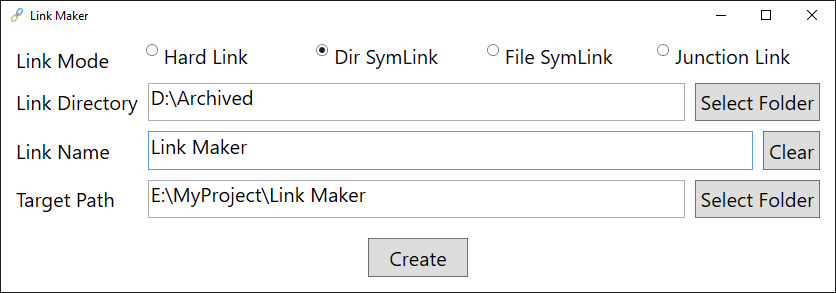 Link Maker
Link Mode Hard Link Dir SymLink File SymLink Junction Link
Link Directory D:\Archived Select Folder
Link Name Link Maker Clear
Target Path E:\MyProject\Link Maker Select Folder
Create